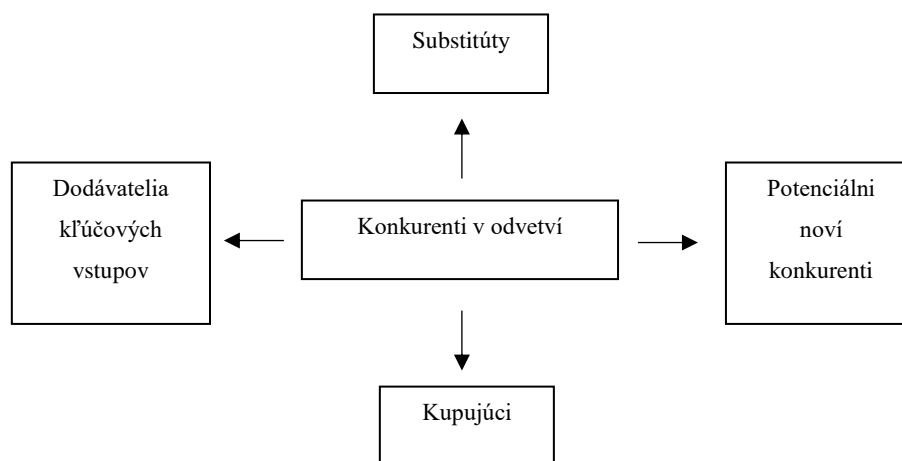 Substitúty
Dodávatelia
kľúčových
vstupov
Konkurenti v odvetví
Potenciálni
noví
konkurenti
Kupujúci